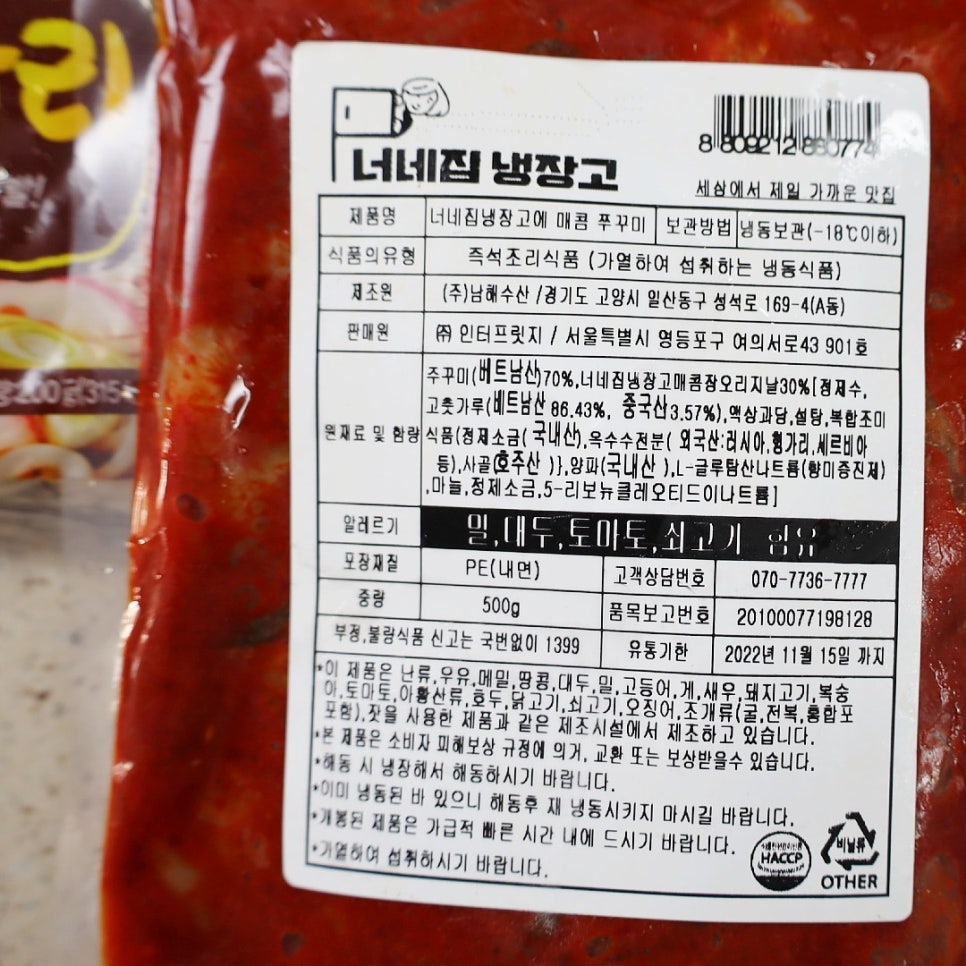 리
200g(315
너네집 냉장고
세상에서 제일 가까운 맛집
제품명 너네집냉장고에 매콤 쭈꾸미 보관방법 냉동보관(-18℃이하)
식품의유형 즉석조리식품 (가열하여 섭취하는 냉동식품)
제조원 (주)남해수산 /경기도 고양시 일산동구 성석로 169-4(A동)
판매원 ㈜ 인터프릿지 / 서울특별시 영등포구 여의서로43 901호
주꾸미(베트남산)70%,너네집냉장고매콤장오리지날30%[정제수,
고춧가루(베트남산 86.43%, 중국산3.57%),액상과당,설탕,복합조미
원재료 및 함량 식품{정제소금( 국내산),옥수수전분( 외국산:러시아,헝가리,세르비아
등),사골(호주산 )},양파(국내산 ),L-글루탐산나트륨(향미증진제)
,마늘,정제소금,5-리보뉴클레오티드이나트륨]
알레르기 밀,대두,토마토,쇠고기 함유
포장재질 PE(내면) 고객상담번호 070-7736-7777
중량 500g 품목보고번호 20100077198128
부정,불량식품 신고는 국번없이 1399 유통기한 2022년 11월 15일 까지
*이 제품은 난류,우유,메밀,땅콩,대두,밀,고등어,게,새우,돼지고기,복숭
아,토마토,아황산류,호두,닭고기,쇠고기,오징어,조개류(굴,전복,홍합포
포함),잣을 사용한 제품과 같은 제조시설에서 제조하고 있습니다.
*본 제품은 소비자 피해보상 규정에 의거, 교환 또는 보상받을수 있습니다.
*해동 시 냉장해서 해동하시기 바랍니다.
*이미 냉동된 바 있으니 해동후 재 냉동시키지 마시길 바랍니다.
*개봉된 제품은 가급적 빠른 시간 내에 드시기 바랍니다.
*가열하여 섭취하시기 바랍니다.
HACCP
비닐류
OTHER